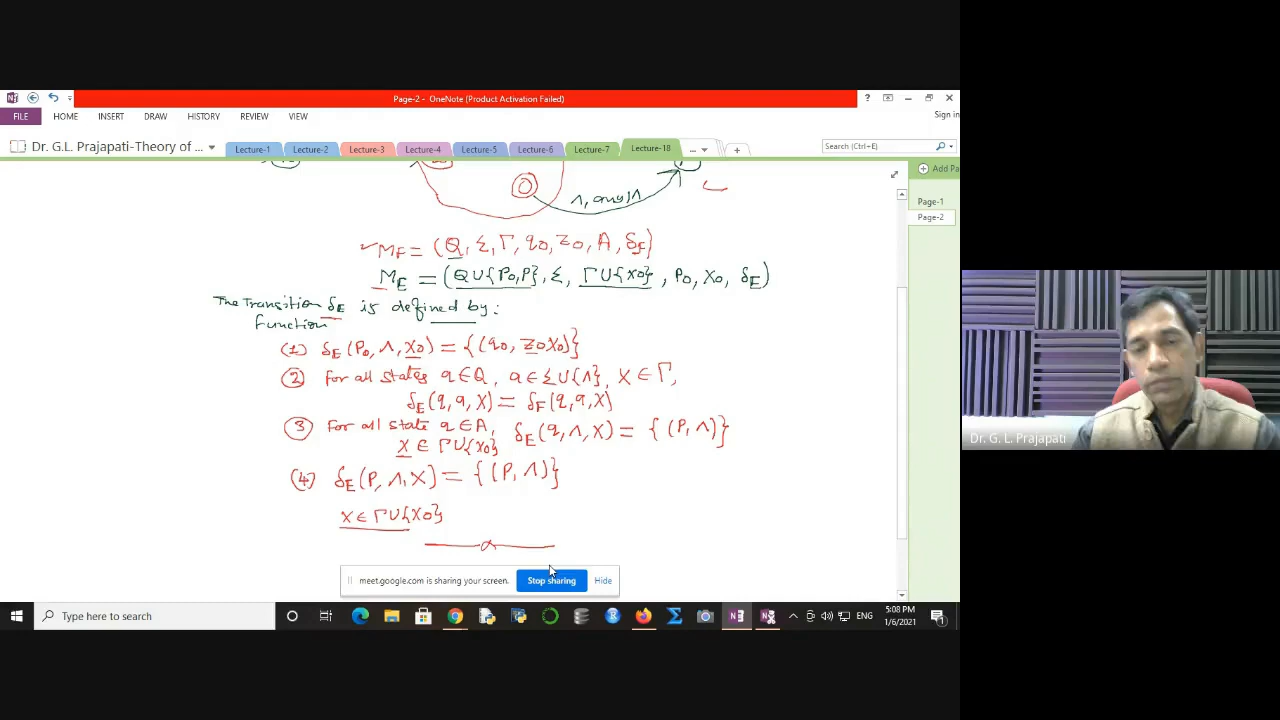 Page-2 - OneNote (Product Activation Failed)
FILE HOME INSERT DRAW HISTORY REVIEW VIEW
Sign in
Dr. G.L. Prajapati-Theory of ...
Lecture-1 Lecture-2 Lecture-3 Lecture-4 Lecture-5 Lecture-6 Lecture-7 Lecture-18 ...
Search (Ctrl+E)
Add Pa
Page-1
Page-2
Λ, any/Λ
MF = (Q, Σ, Γ, q0, Z0, A, δF)
ME = (Q∪{P0,P}, Σ, Γ∪{X0}, P0, X0, δE)
The Transition δE is defined by:
Function
(1) δE(P0, Λ, X0) = {(q0, Z0X0)}
(2) For all states q∈Q, a∈Σ∪{Λ}, X∈Γ,
δE(q,a,X) = δF(q,a,X)
(3) For all state q∈A, δE(q,Λ,X) = {(P,Λ)}
X∈Γ∪{X0}
(4) δE(P,Λ,X) = {(P,Λ)}
X∈Γ∪{X0}
meet.google.com is sharing your screen. Stop sharing Hide
Dr. G. L. Prajapati
Type here to search
ENG
5:08 PM
1/6/2021